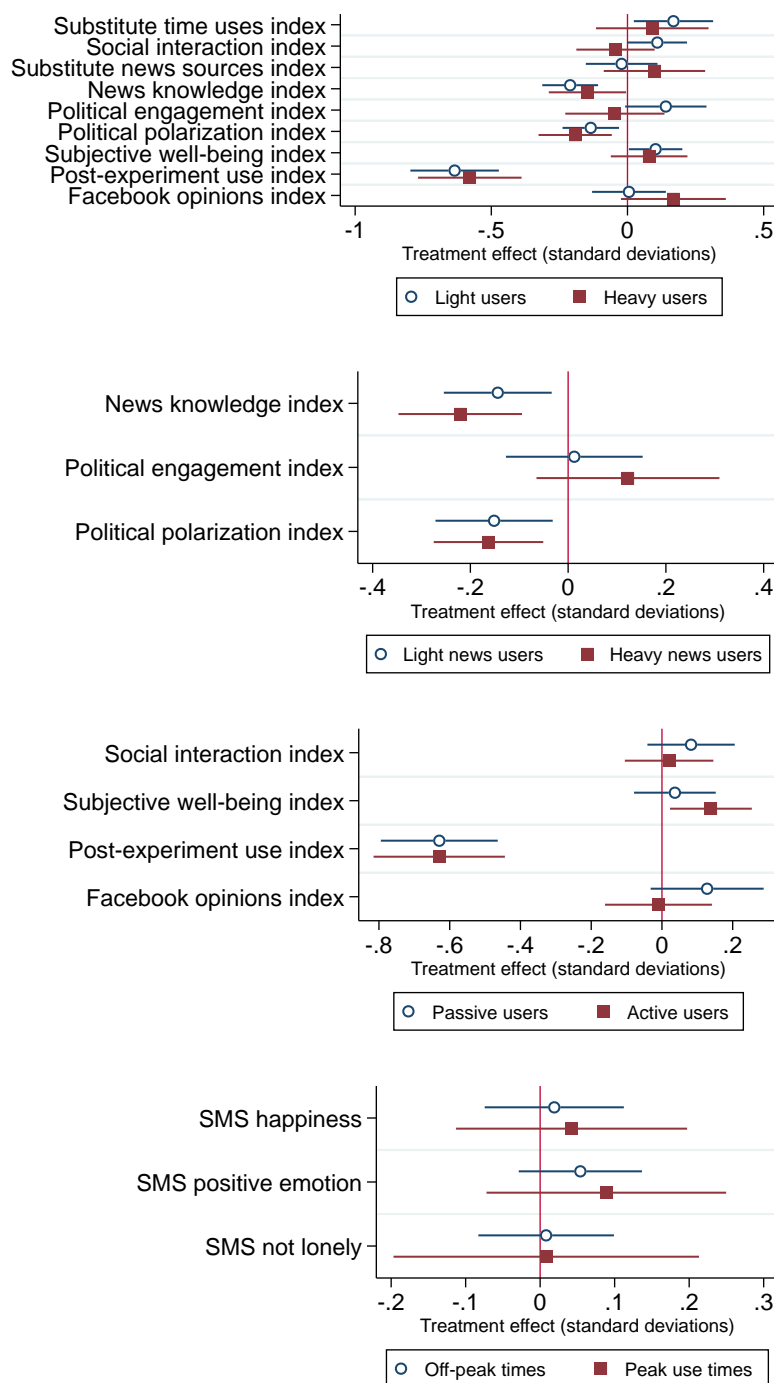 Substitute time uses index
Social interaction index
Substitute news sources index
News knowledge index
Political engagement index
Political polarization index
Subjective well-being index
Post-experiment use index
Facebook opinions index
-1 -.5 0 .5
Treatment effect (standard deviations)
Light users Heavy users
News knowledge index
Political engagement index
Political polarization index
-.4 -.2 0 .2 .4
Treatment effect (standard deviations)
Light news users Heavy news users
Social interaction index
Subjective well-being index
Post-experiment use index
Facebook opinions index
-.8 -.6 -.4 -.2 0 .2
Treatment effect (standard deviations)
Passive users Active users
SMS happiness
SMS positive emotion
SMS not lonely
-.2 -.1 0 .1 .2 .3
Treatment effect (standard deviations)
Off-peak times Peak use times